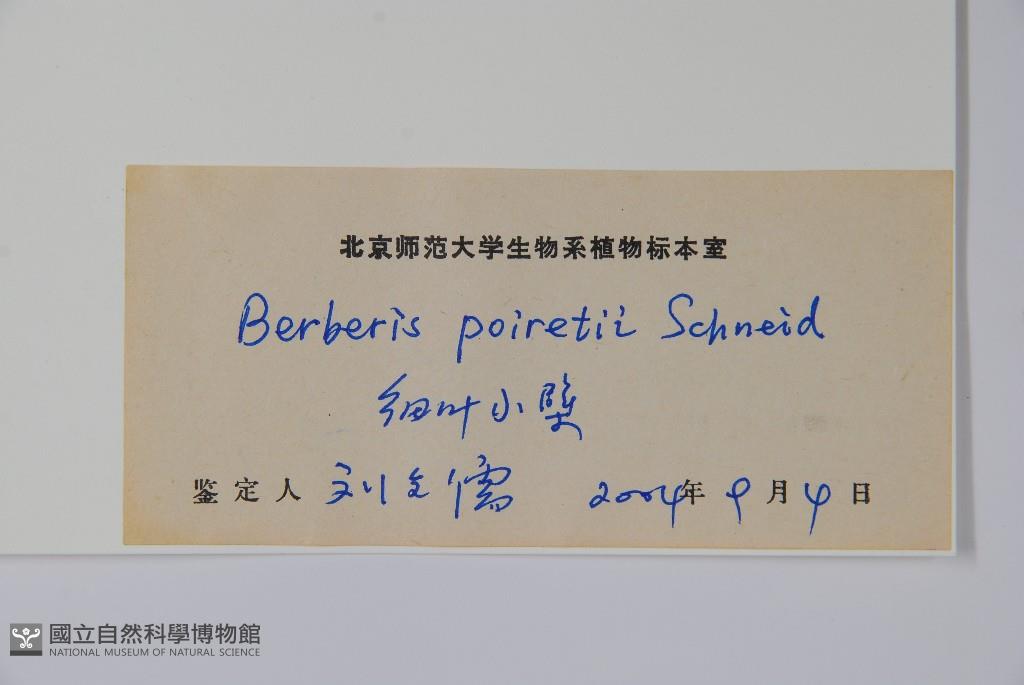 北京师范大学生物系植物标本室
Berberis poiretii Schneid
细叶小檗
鉴定人 刘全儒 2004年9月4日
國立自然科學博物館
NATIONAL MUSEUM OF NATURAL SCIENCE